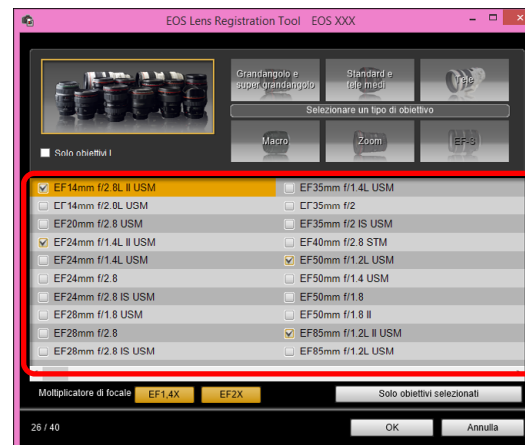 EOS Lens Registration Tool EOS XXX
Grandangolo e
super grandangolo
Standard e
tele medi
Tele
Selezionare un tipo di obiettivo
Macro
Zoom
EF-S
Solo obiettivi L
EF14mm f/2.8L II USM
EF35mm f/1.4L USM
EF14mm f/2.8L USM
EF35mm f/2
EF20mm f/2.8 USM
EF35mm f/2 IS USM
EF24mm f/1.4L II USM
EF40mm f/2.8 STM
EF24mm f/1.4L USM
EF50mm f/1.2L USM
EF24mm f/2.8
EF50mm f/1.4 USM
EF24mm f/2.8 IS USM
EF50mm f/1.8
EF28mm f/1.8 USM
EF50mm f/1.8 II
EF28mm f/2.8
EF85mm f/1.2L II USM
EF28mm f/2.8 IS USM
EF85mm f/1.2L USM
Moltiplicatore di focale
EF1,4X
EF2X
Solo obiettivi selezionati
26 / 40
OK
Annulla